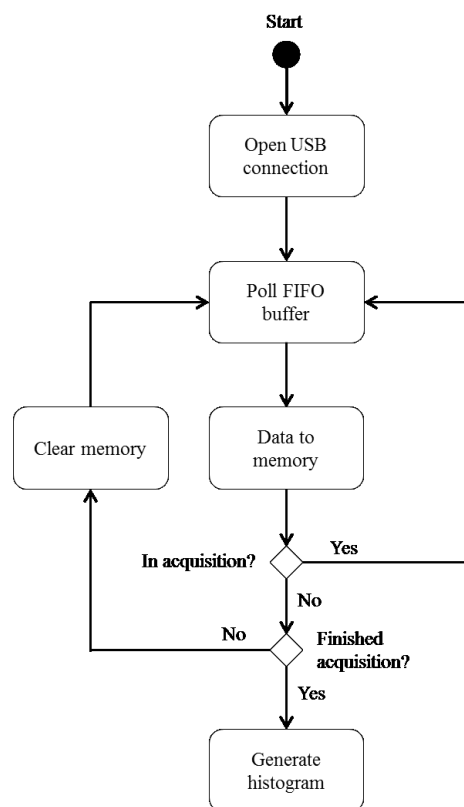 Start
Open USB
connection
Poll FIFO
buffer
Clear memory
Data to
memory
In acquisition?
Yes
No
No
Finished
acquisition?
Yes
Generate
histogram